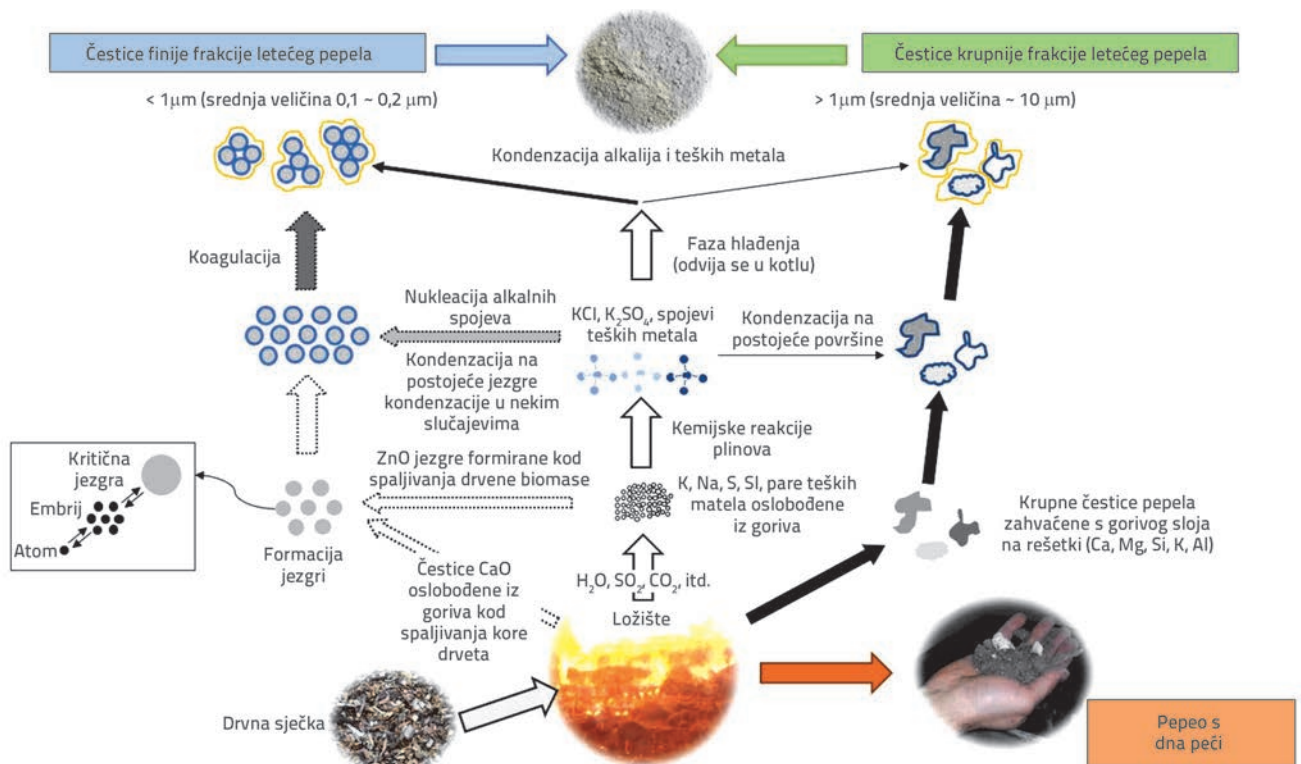 Čestice finije frakcije letećeg pepela
Čestice krupnije frakcije letećeg pepela
< 1μm (srednja veličina 0,1 ~ 0,2 μm)
> 1μm (srednja veličina ~ 10 μm)
Kondenzacija alkalija i teških metala
Koagulacija
Faza hlađenja
(odvija se u kotlu)
Nukleacija alkalnih
spojeva
KCl, K₂SO₄, spojevi
teških metala
Kondenzacija na
postojeće površine
Kondenzacija na
postojeće jezgre
kondenzacije u nekim
slučajevima
Kemijske reakcije
plinova
Kritična
jezgra
Embrij
Atom
ZnO jezgre formirane kod
spaljivanja drvene biomase
K, Na, S, Sl, pare teških
matela oslobođene
iz goriva
Formacija
jezgri
Krupne čestice pepela
zahvaćene s gorivog sloja
na rešetki (Ca, Mg, Si, K, Al)
Čestice CaO
oslobođene iz
goriva kod
spaljivanja kore
drveta
H₂O, SO₂, CO₂, itd.
Ložište
Drvna sječka
Pepeo s
dna peći